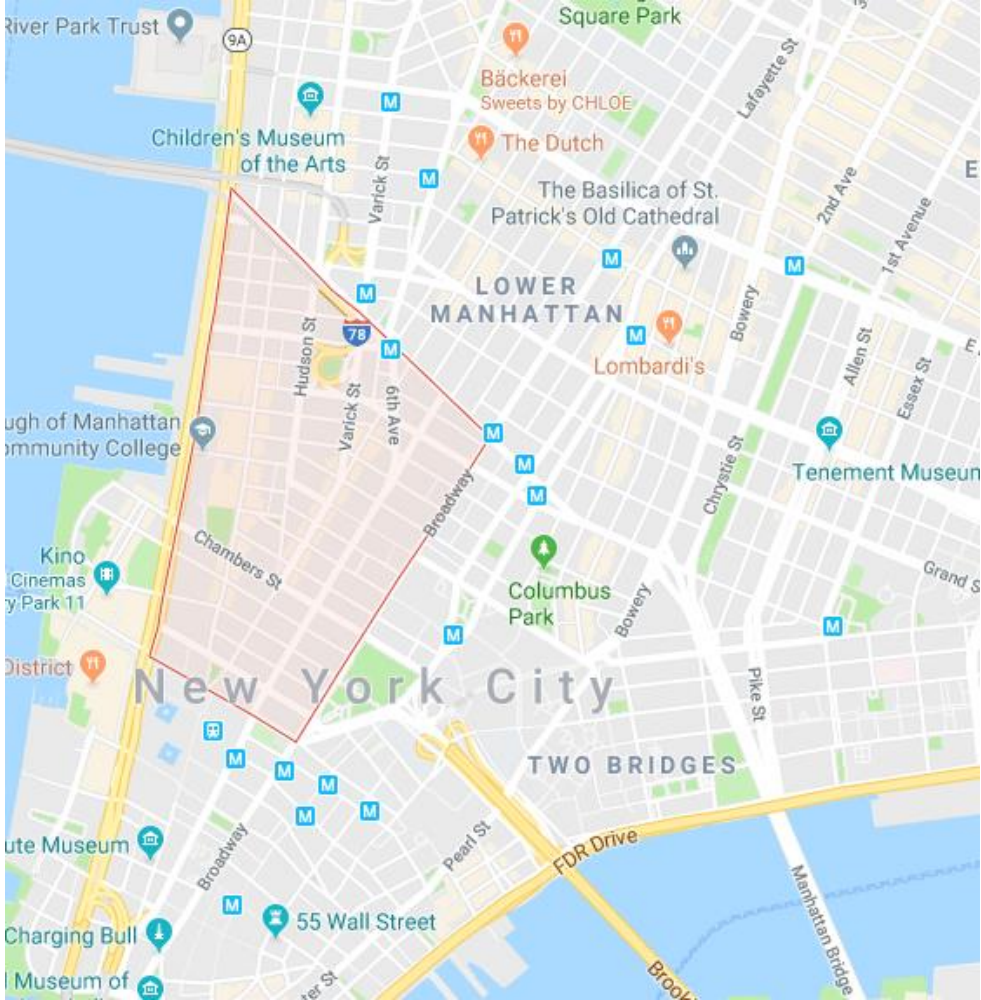 River Park Trust
9A
Square Park
Bäckerei
Sweets by CHLOE
Lafayette St
Children's Museum
of the Arts
The Dutch
Varick St
The Basilica of St.
Patrick's Old Cathedral
2nd Ave
1st Avenue
E
M
M
M
M
M
M
M
LOWER
MANHATTAN
78
Hudson St
Varick St
6th Ave
Bowery
Lombardi's
Allen St
Essex St
E
ugh of Manhattan
ommunity College
M
M
M
Broadway
Chrystie St
Tenement Museum
Chambers St
Kino
Cinemas
ry Park 11
Columbus
Park
Bowery
Grand S
M
M
District
New York City
Pike St
TWO BRIDGES
M
M
M
M
M
ute Museum
Broadway
Pearl St
FDR Drive
M
55 Wall Street
Charging Bull
Manhattan Bridge
l Museum of
ter St
Brookl